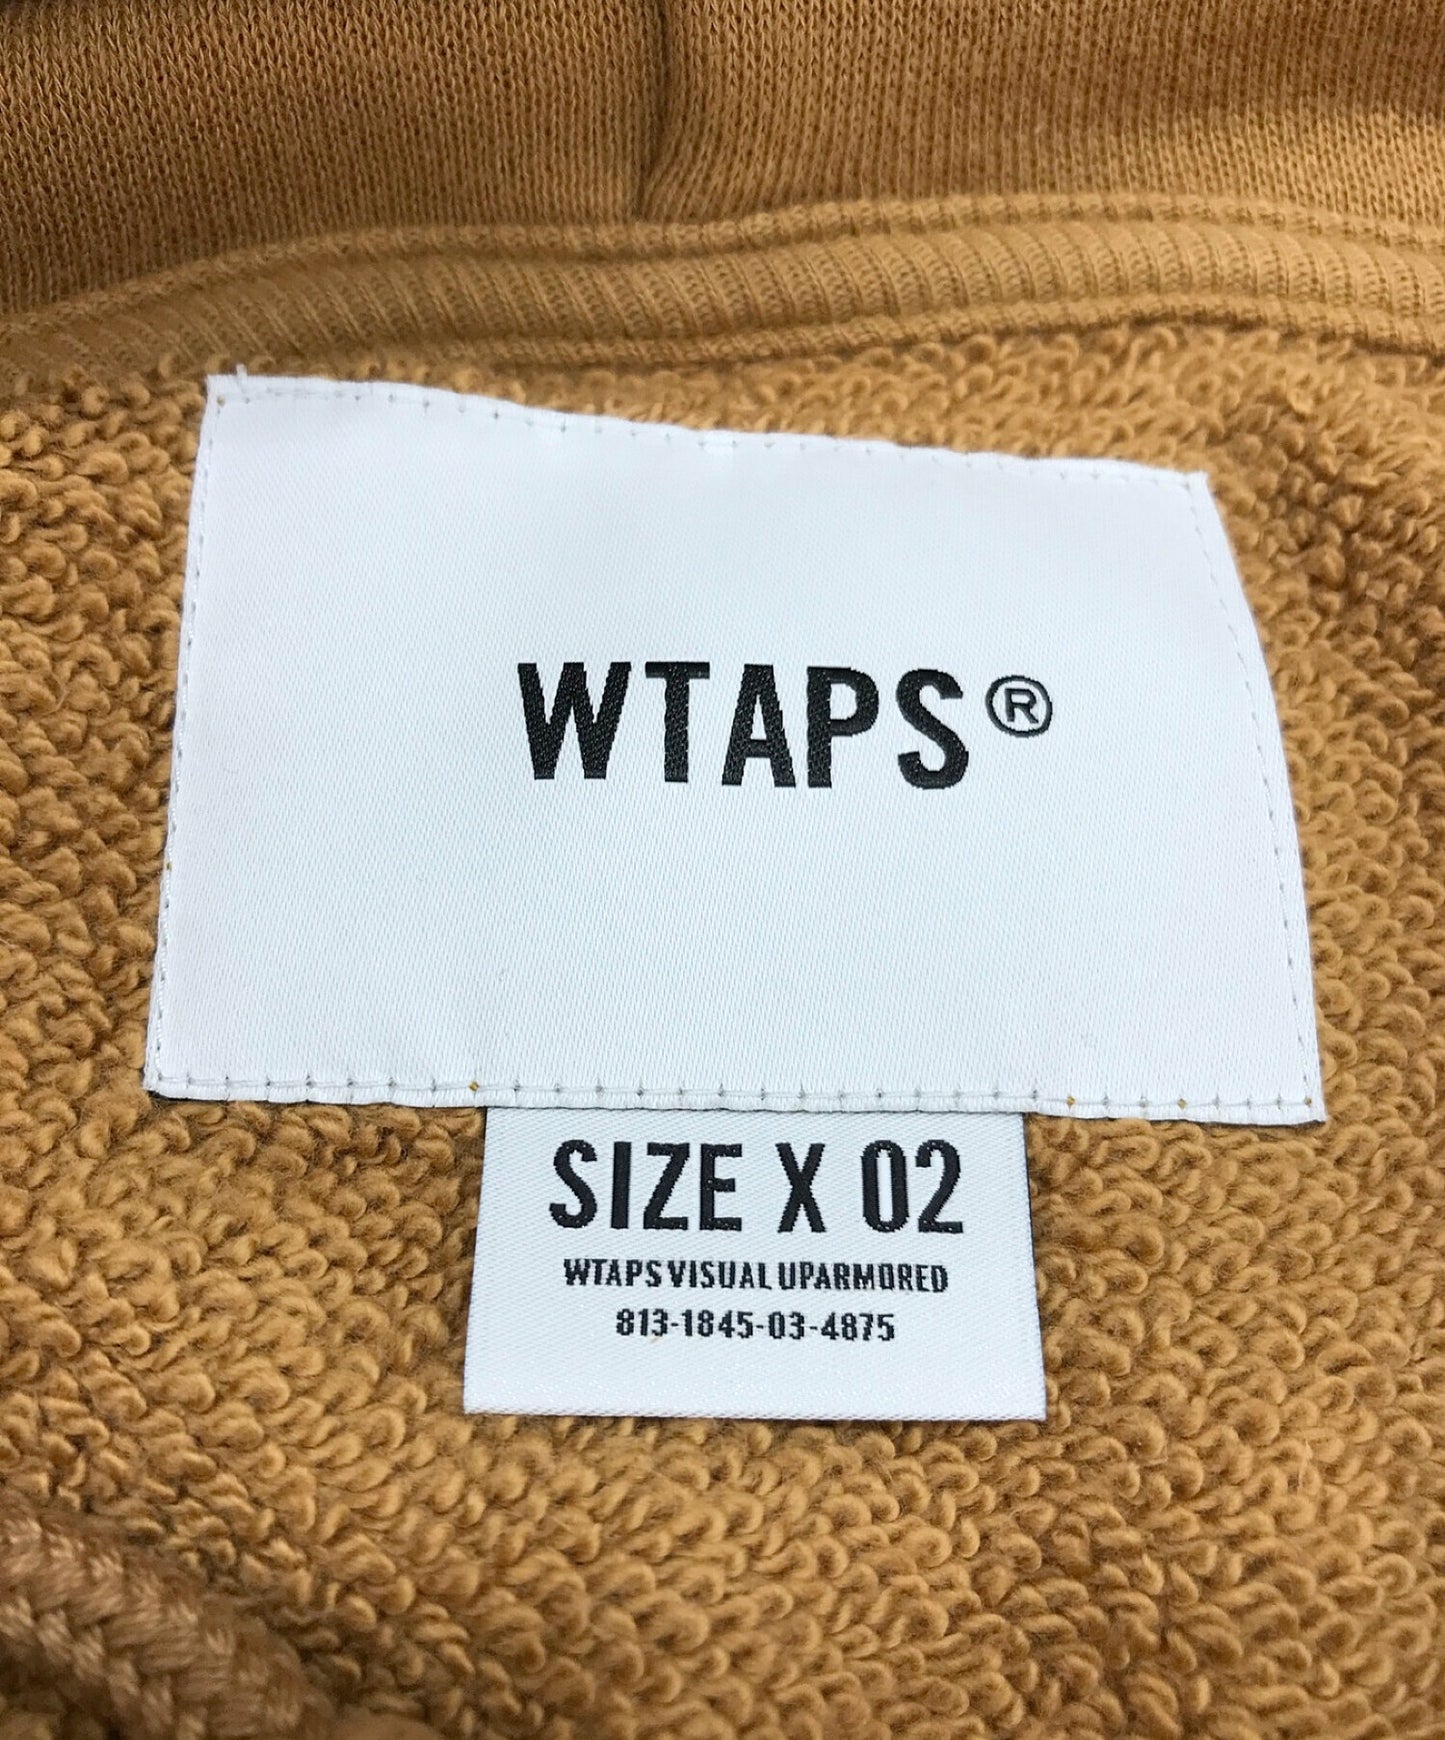 WTAPS®
SIZE X 02
WTAPS VISUAL UPARMORED
813-1845-03-4875